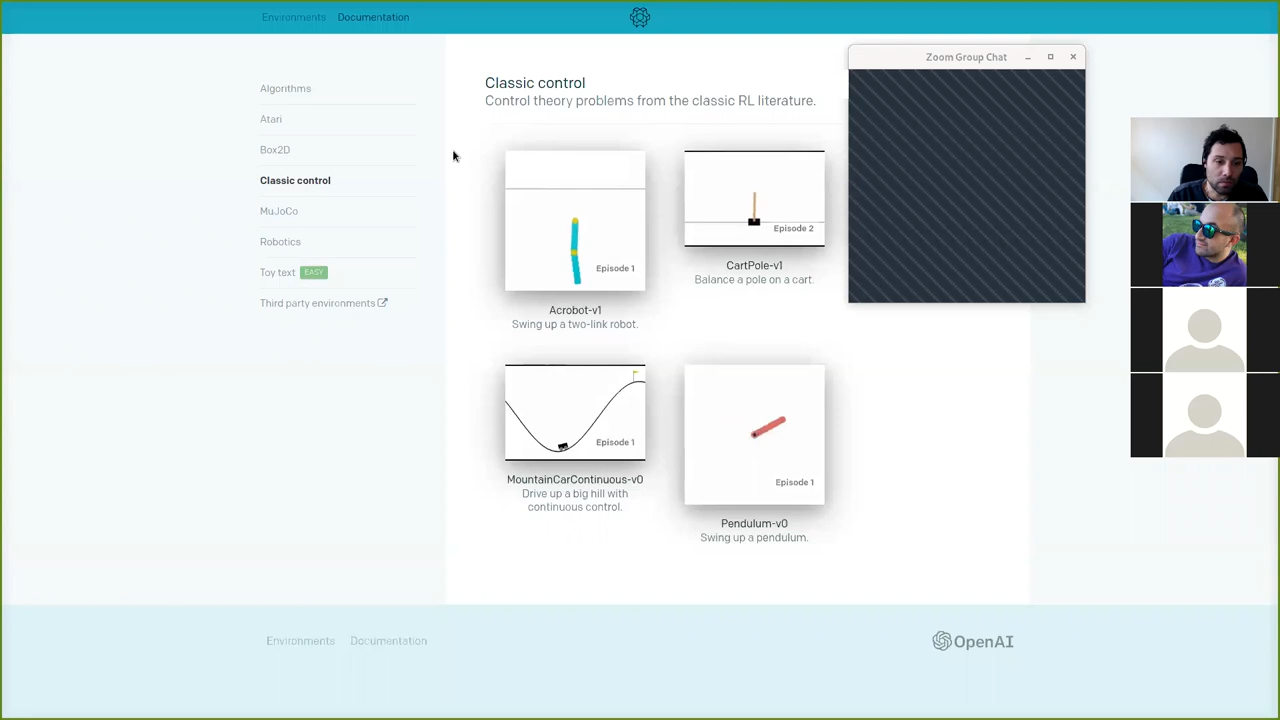 Environments
Documentation
Zoom Group Chat
Algorithms
Atari
Box2D
Classic control
MuJoCo
Robotics
Toy text EASY
Third party environments
Classic control
Control theory problems from the classic RL literature.
Episode 1
Acrobot-v1
Swing up a two-link robot.
Episode 2
CartPole-v1
Balance a pole on a cart.
Episode 1
MountainCarContinuous-v0
Drive up a big hill with
continuous control.
Episode 1
Pendulum-v0
Swing up a pendulum.
Environments
Documentation
OpenAI